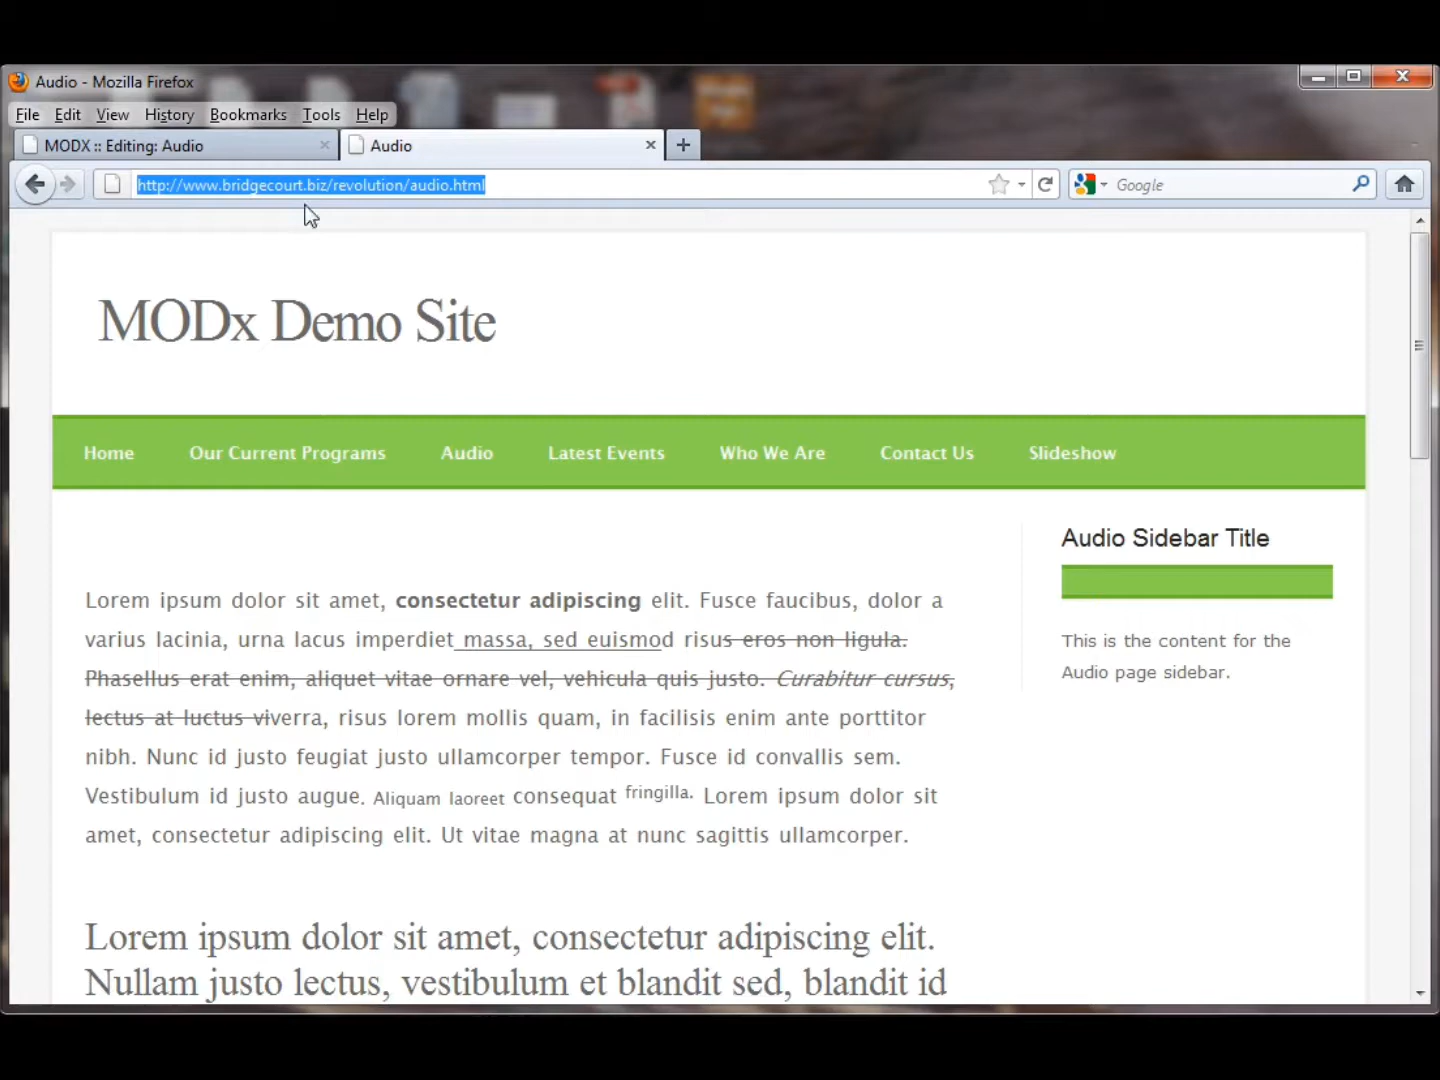 Audio - Mozilla Firefox
File Edit View History Bookmarks Tools Help
MODX :: Editing: Audio
Audio
http://www.bridgecourt.biz/revolution/audio.html
Google
MODx Demo Site
Home Our Current Programs Audio Latest Events Who We Are Contact Us Slideshow
Lorem ipsum dolor sit amet, consectetur adipiscing elit. Fusce faucibus, dolor a
varius lacinia, urna lacus imperdiet massa, sed euismod risus eros non ligula.
Phasellus erat enim, aliquet vitae ornare vel, vehicula quis justo. Curabitur cursus,
lectus at luctus viverra, risus lorem mollis quam, in facilisis enim ante porttitor
nibh. Nunc id justo feugiat justo ullamcorper tempor. Fusce id convallis sem.
Vestibulum id justo augue. Aliquam laoreet consequat fringilla. Lorem ipsum dolor sit
amet, consectetur adipiscing elit. Ut vitae magna at nunc sagittis ullamcorper.
Lorem ipsum dolor sit amet, consectetur adipiscing elit.
Nullam justo lectus, vestibulum et blandit sed, blandit id
Audio Sidebar Title
This is the content for the
Audio page sidebar.